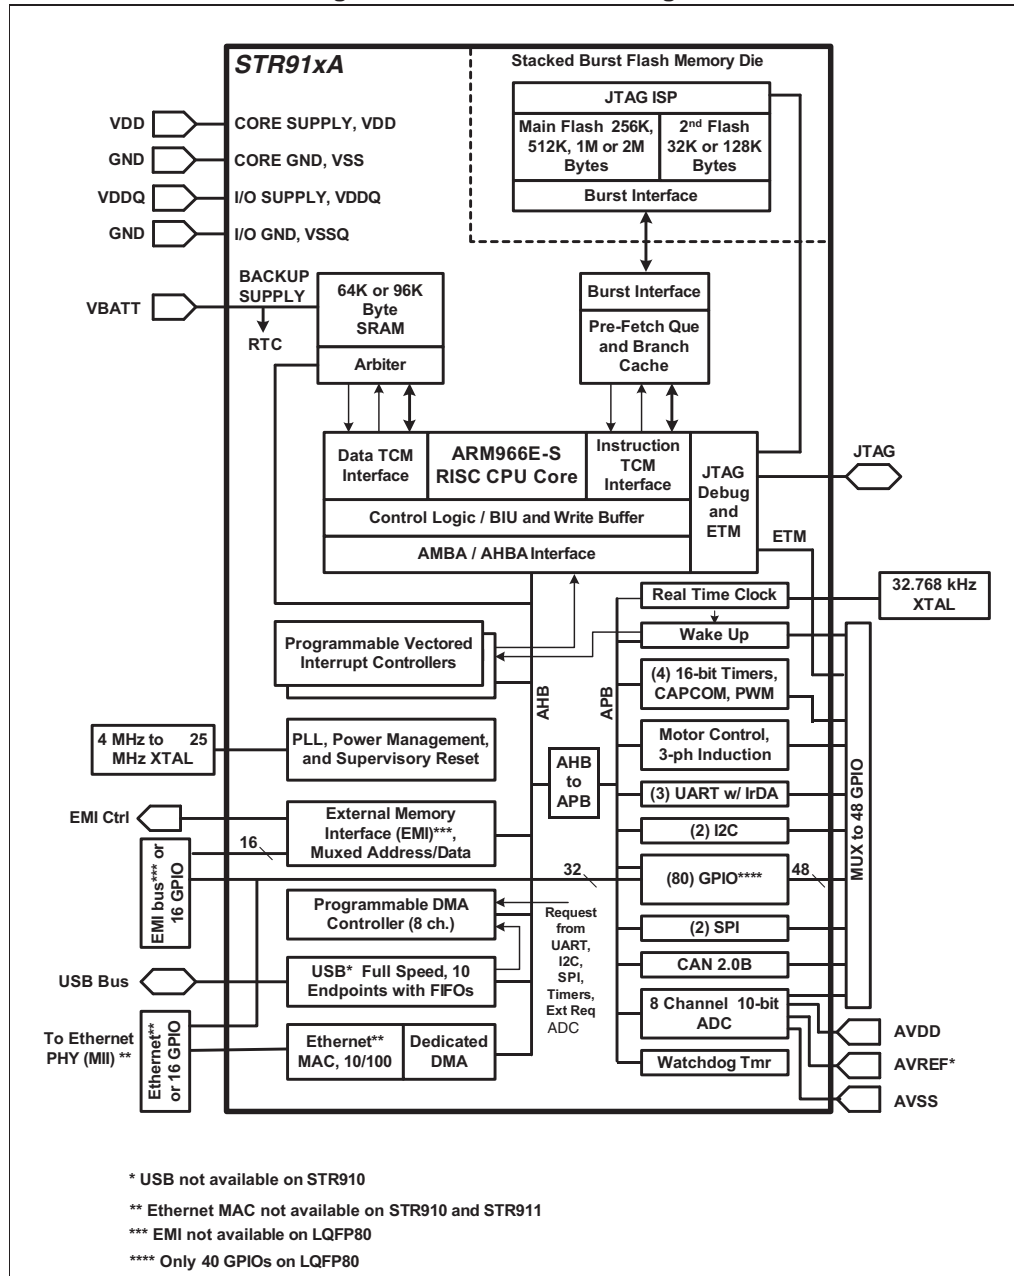 STR91xA
Stacked Burst Flash Memory Die
JTAG ISP
Main Flash 256K,
512K, 1M or 2M
Bytes
2nd Flash
32K or 128K
Bytes
Burst Interface
VDD
CORE SUPPLY, VDD
GND
CORE GND, VSS
VDDQ
I/O SUPPLY, VDDQ
GND
I/O GND, VSSQ
VBATT
BACKUP
SUPPLY
RTC
64K or 96K
Byte
SRAM
Arbiter
Burst Interface
Pre-Fetch Que
and Branch
Cache
Data TCM
Interface
ARM966E-S
RISC CPU Core
Instruction
TCM
Interface
JTAG
Debug
and
ETM
JTAG
Control Logic / BIU and Write Buffer
AMBA / AHBA Interface
ETM
Real Time Clock
32.768 kHz
XTAL
Programmable Vectored
Interrupt Controllers
Wake Up
(4) 16-bit Timers,
CAPCOM, PWM
AHB
APB
4 MHz to 25
MHz XTAL
PLL, Power Management,
and Supervisory Reset
Motor Control,
3-ph Induction
AHB
to
APB
MUX to 48 GPIO
(3) UART w/ IrDA
EMI Ctrl
External Memory
Interface (EMI)***,
Muxed Address/Data
16
(2) I2C
EMI bus*** or
16 GPIO
32
(80) GPIO****
48
Programmable DMA
Controller (8 ch.)
Request
from
UART,
I2C,
SPI,
Timers,
Ext Req
ADC
(2) SPI
USB Bus
USB* Full Speed, 10
Endpoints with FIFOs
CAN 2.0B
8 Channel 10-bit
ADC
To Ethernet
PHY (MII) **
Ethernet**
or 16 GPIO
Ethernet**
MAC, 10/100
Dedicated
DMA
Watchdog Tmr
AVDD
AVREF*
AVSS
* USB not available on STR910
** Ethernet MAC not available on STR910 and STR911
*** EMI not available on LQFP80
**** Only 40 GPIOs on LQFP80